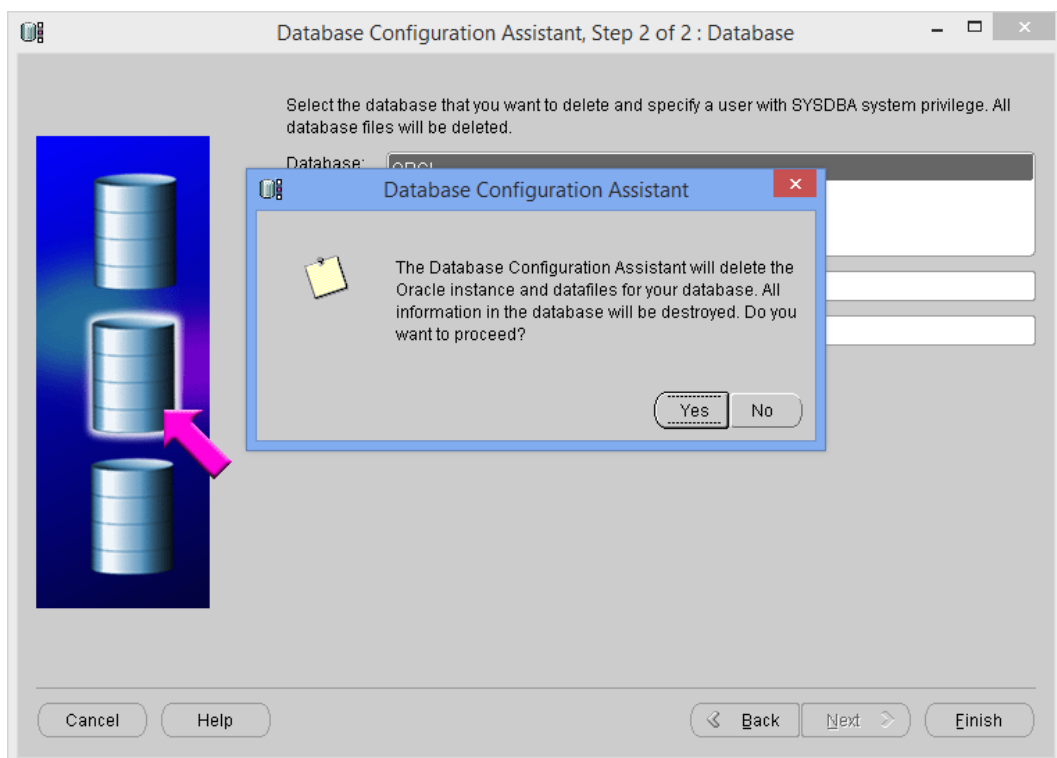 Database Configuration Assistant, Step 2 of 2 : Database
Select the database that you want to delete and specify a user with SYSDBA system privilege. All
database files will be deleted.
Database:
Database Configuration Assistant
The Database Configuration Assistant will delete the
Oracle instance and datafiles for your database. All
information in the database will be destroyed. Do you
want to proceed?
Yes No
Cancel Help Back Next Finish